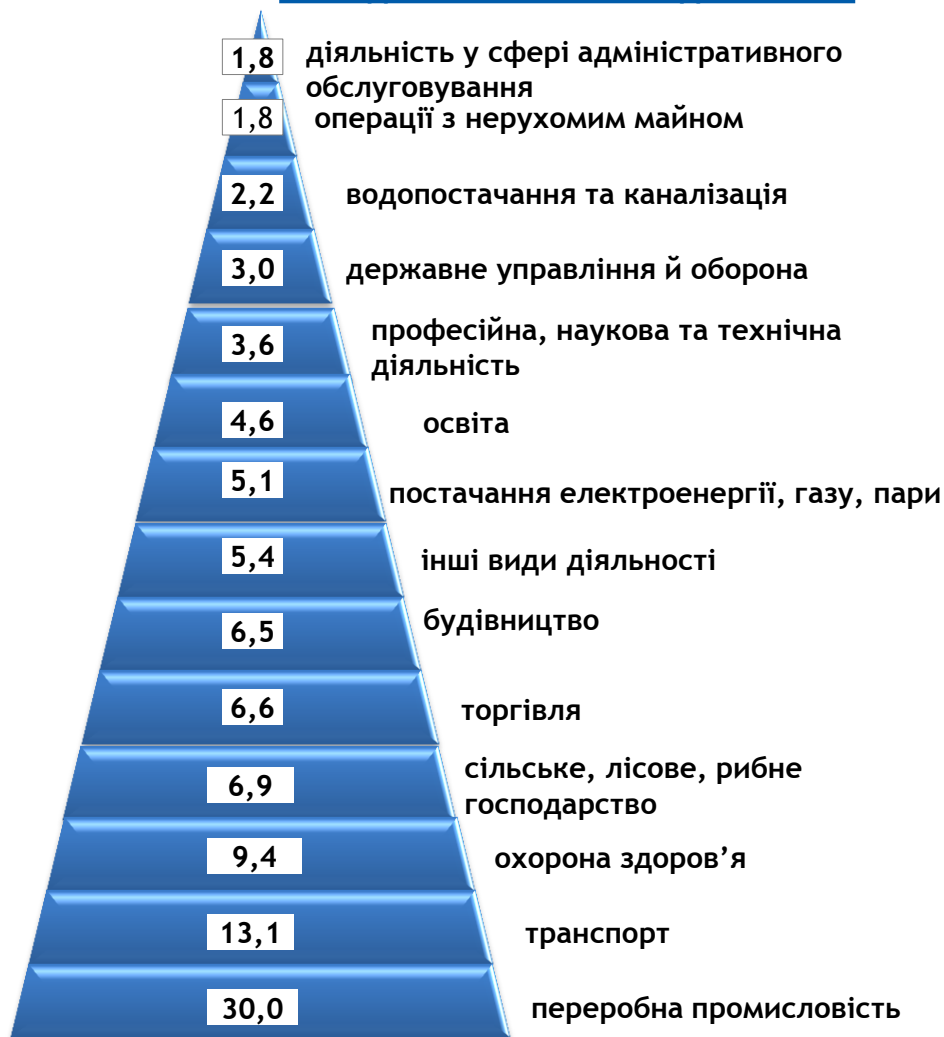 1,8 діяльність у сфері адміністративного
обслуговування
1,8 операції з нерухомим майном
2,2 водопостачання та каналізація
3,0 державне управління й оборона
3,6 професійна, наукова та технічна
діяльність
4,6 освіта
5,1 постачання електроенергії, газу, пари
5,4 інші види діяльності
6,5 будівництво
6,6 торгівля
6,9 сільське, лісове, рибне
господарство
9,4 охорона здоров’я
13,1 транспорт
30,0 переробна промисловість